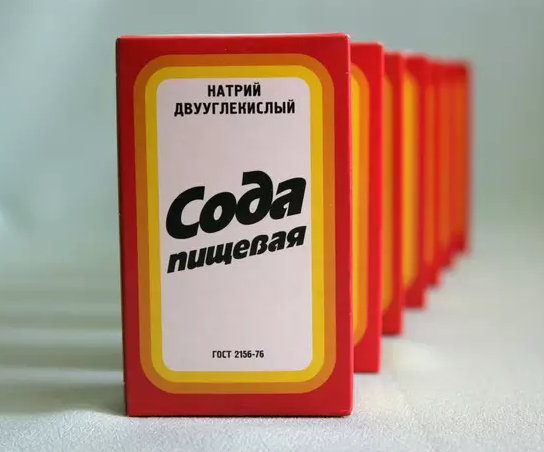 НАТРИЙ
ДВУУГЛЕКИСЛЫЙ
Сода
пищевая
ГОСТ 2156-76